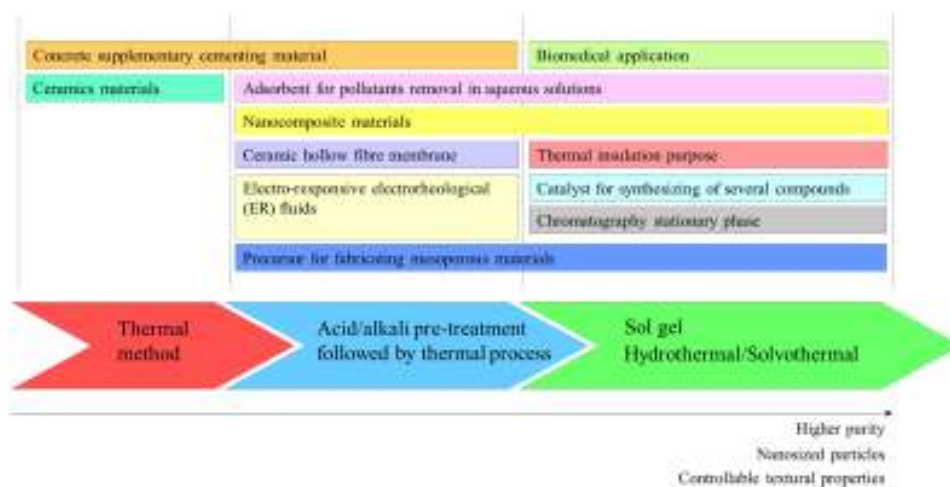 Concrete supplementary cementing material
Biomedical application
Ceramics materials
Adsorbent for pollutants removal in aqueous solutions
Nanocomposite materials
Ceramic hollow fibre membrane
Thermal insulation purpose
Electro-responsive electrorheological
(ER) fluids
Catalyst for synthesizing of several compounds
Chromatography stationary phase
Precursor for fabricating mesoporous materials
Thermal
method
Acid/alkali pre-treatment
followed by thermal process
Sol gel
Hydrothermal/Solvothermal
Higher purity
Nanosized particles
Controllable textural properties